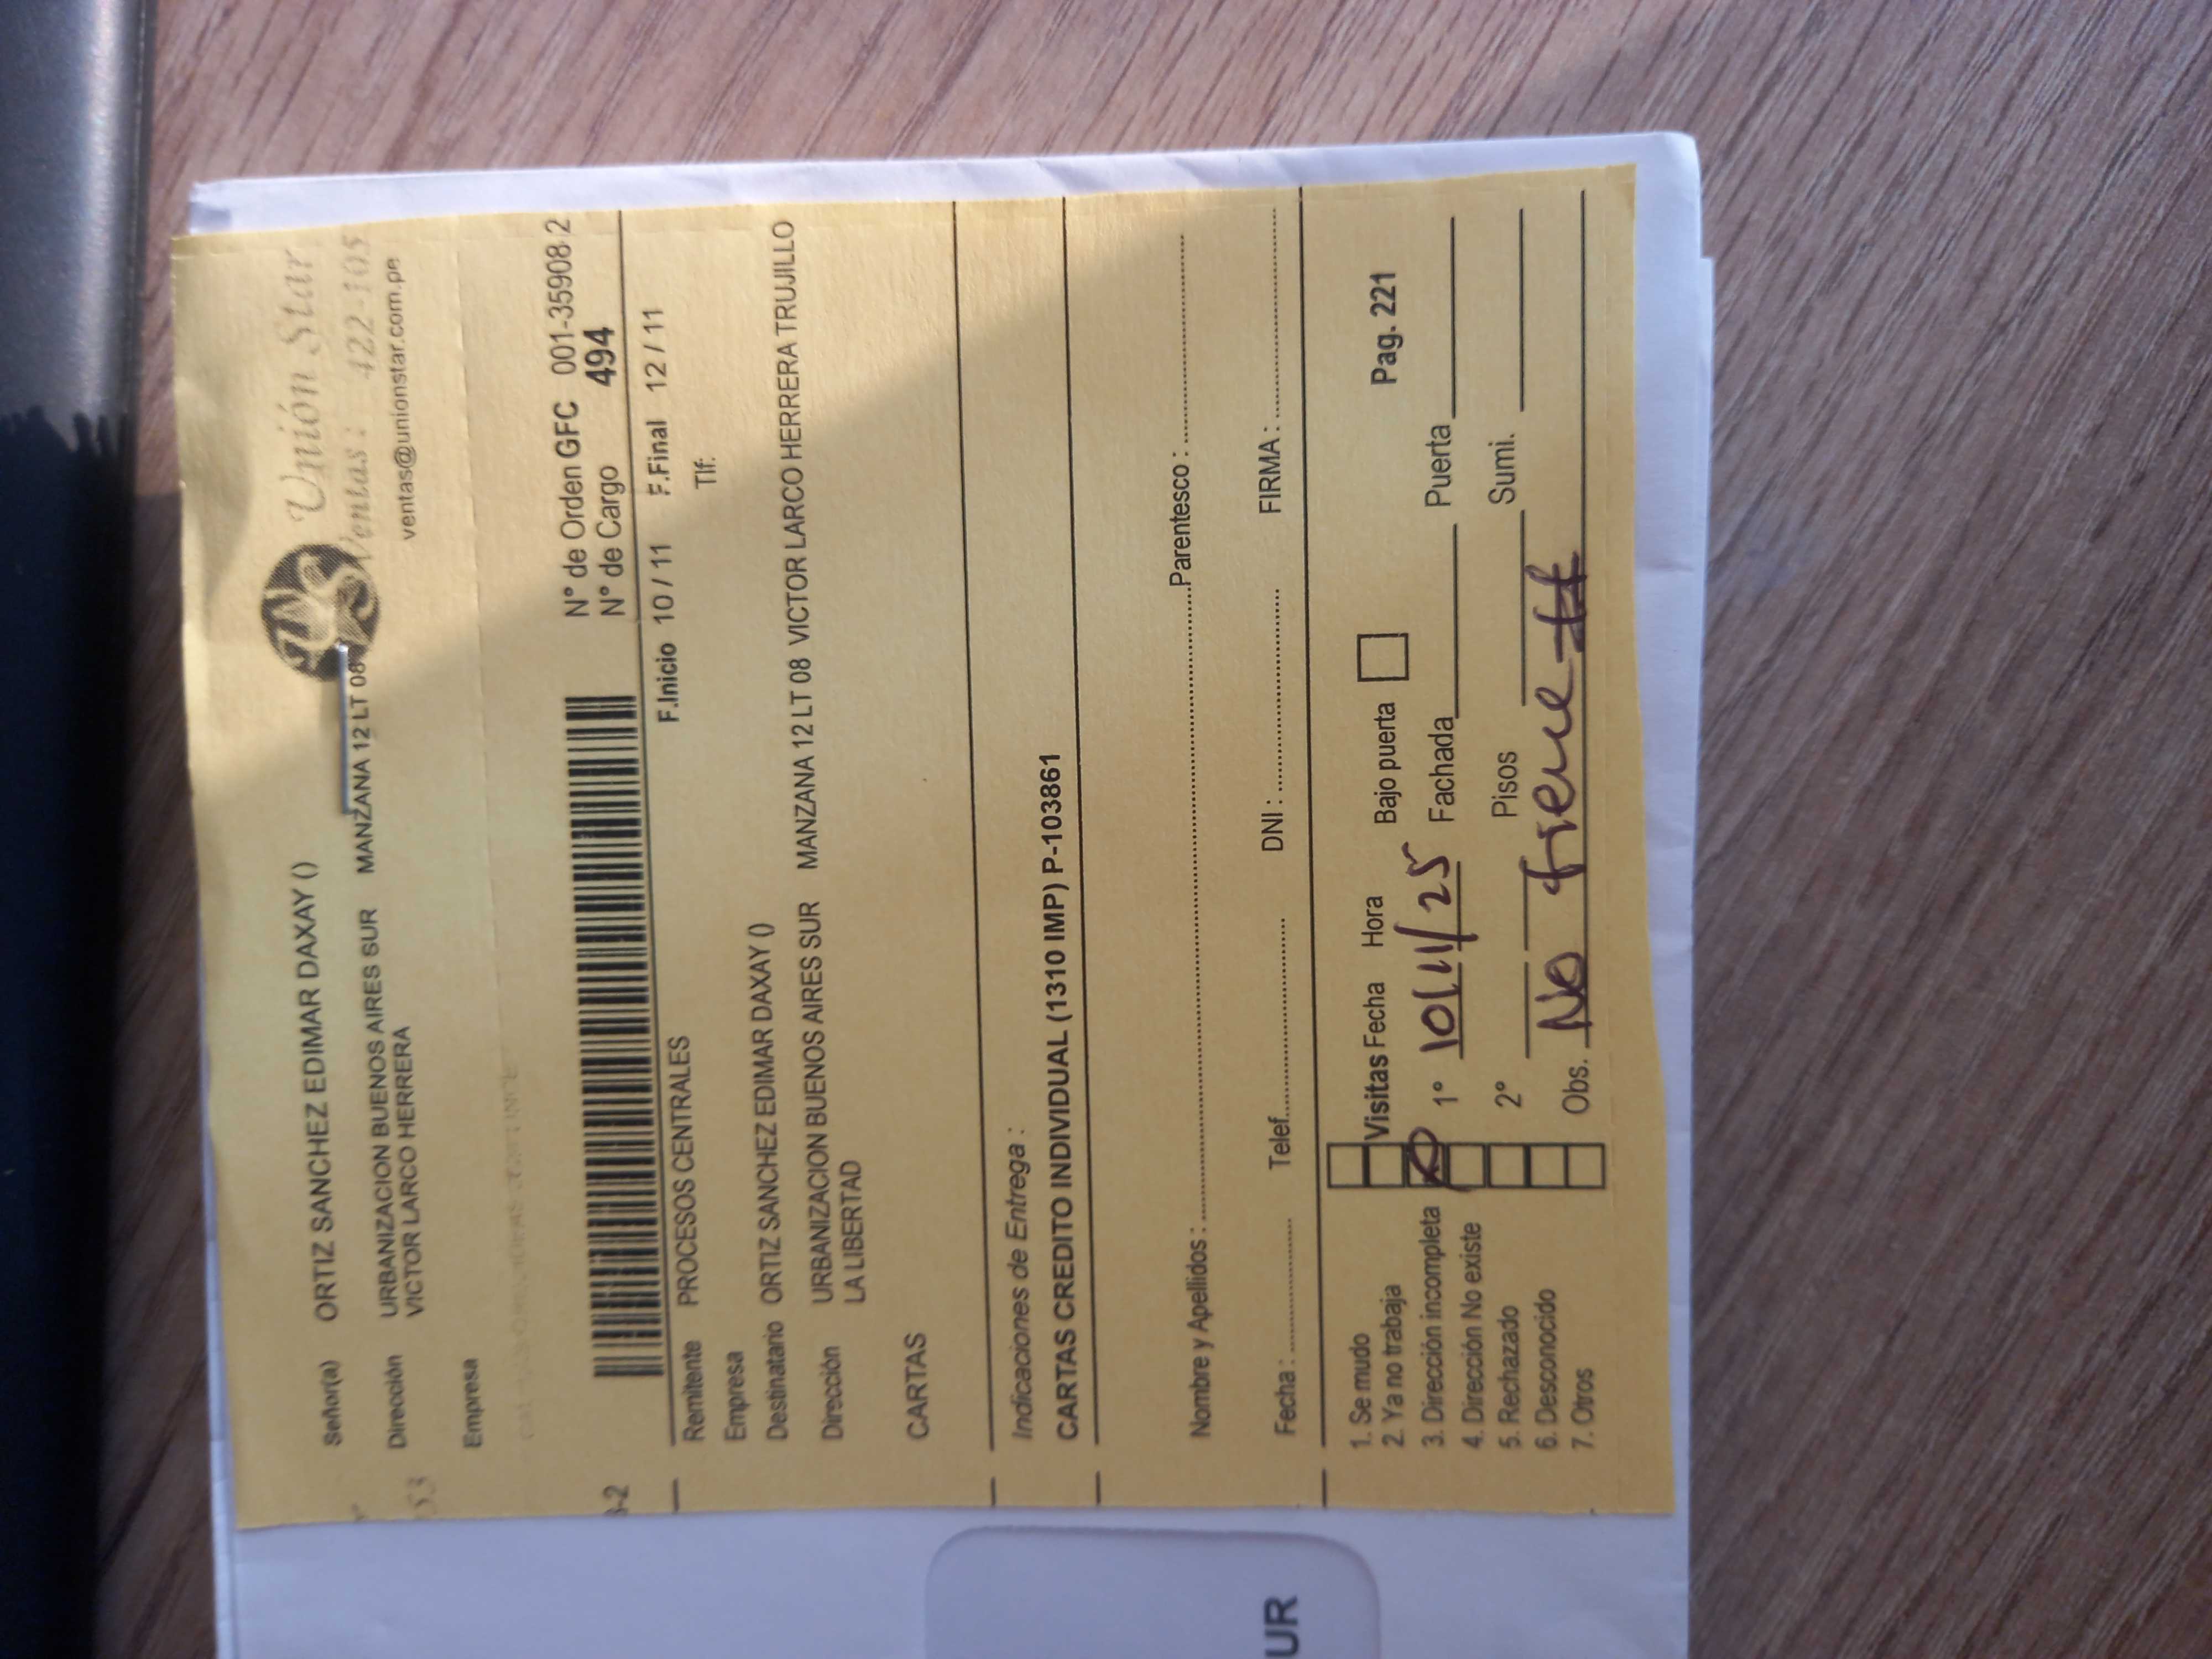 Unión Star
Ventas : 422-105
ventas@unionstar.com.pe
Señor(a) ORTIZ SANCHEZ EDIMAR DAXAY ()
Dirección URBANIZACION BUENOS AIRES SUR MANZANA 12 LT 08
VICTOR LARCO HERRERA
53
Empresa
N° de Orden GFC 001-35908-2
N° de Cargo 494
-2
F.Inicio 10 / 11 F.Final 12 / 11
Remitente PROCESOS CENTRALES
Tlf.
Empresa
Destinatario ORTIZ SANCHEZ EDIMAR DAXAY ()
Dirección URBANIZACION BUENOS AIRES SUR MANZANA 12 LT 08 VICTOR LARCO HERRERA TRUJILLO
LA LIBERTAD
CARTAS
Indicaciones de Entrega :
CARTAS CREDITO INDIVIDUAL (1310 IMP) P-103861
Nombre y Apellidos : Parentesco :
Fecha : Telef. DNI : FIRMA :
1. Se mudo
2. Ya no trabaja Visitas Fecha Hora Bajo puerta Pag. 221
3. Dirección incompleta 1° 10/11/25 Fachada Puerta
4. Dirección No existe
5. Rechazado 2° Pisos Sumi.
6. Desconocido
7. Otros Obs. No tiene
UR